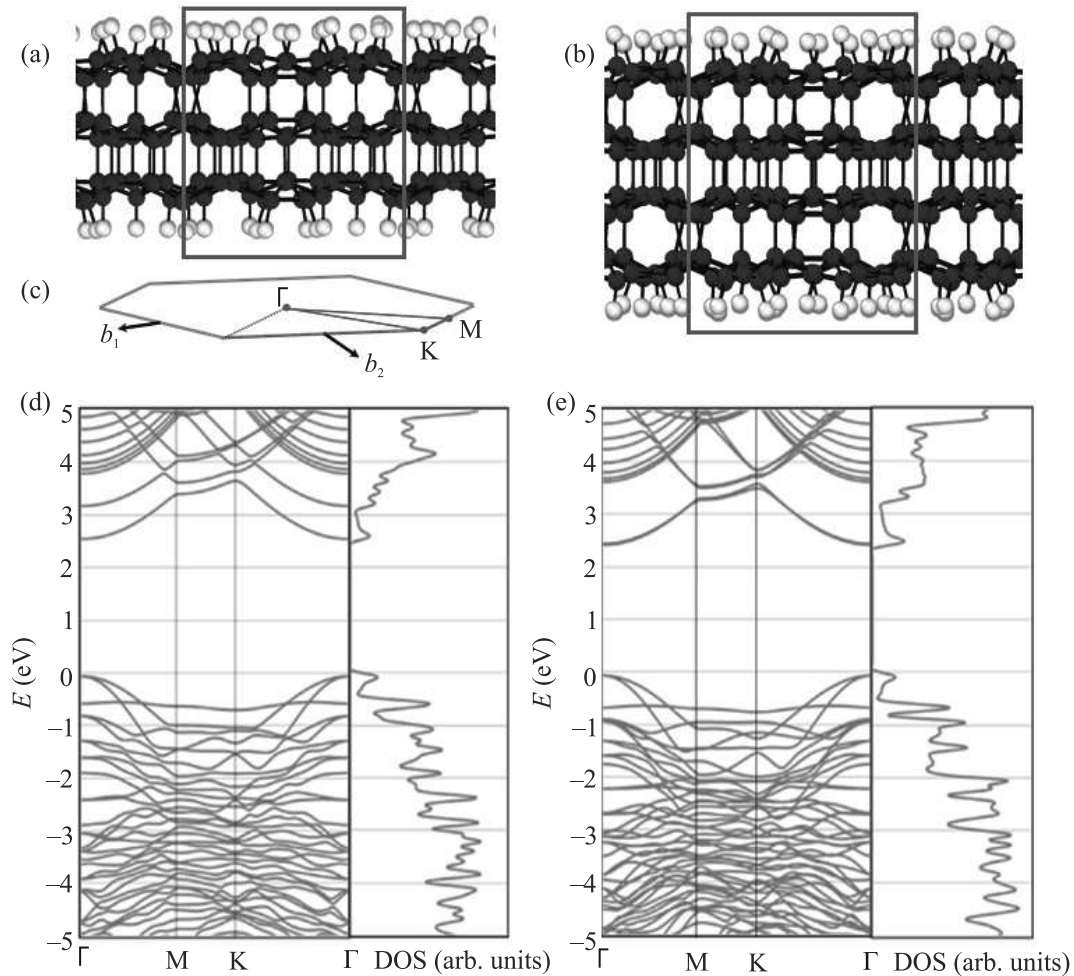 (a)
(b)
(c)
Γ
b1
b2
K
M
(d)
(e)
E (eV)
5
4
3
2
1
0
–1
–2
–3
–4
–5
Γ M K Γ DOS (arb. units)
E (eV)
5
4
3
2
1
0
–1
–2
–3
–4
–5
Γ M K Γ DOS (arb. units)